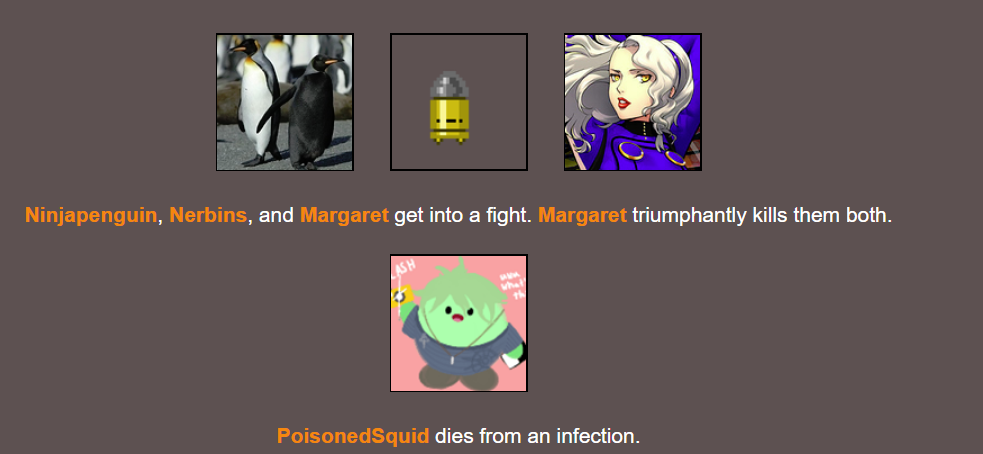 Ninjapenguin, Nerbins, and Margaret get into a fight. Margaret triumphantly kills them both.
PoisonedSquid dies from an infection.